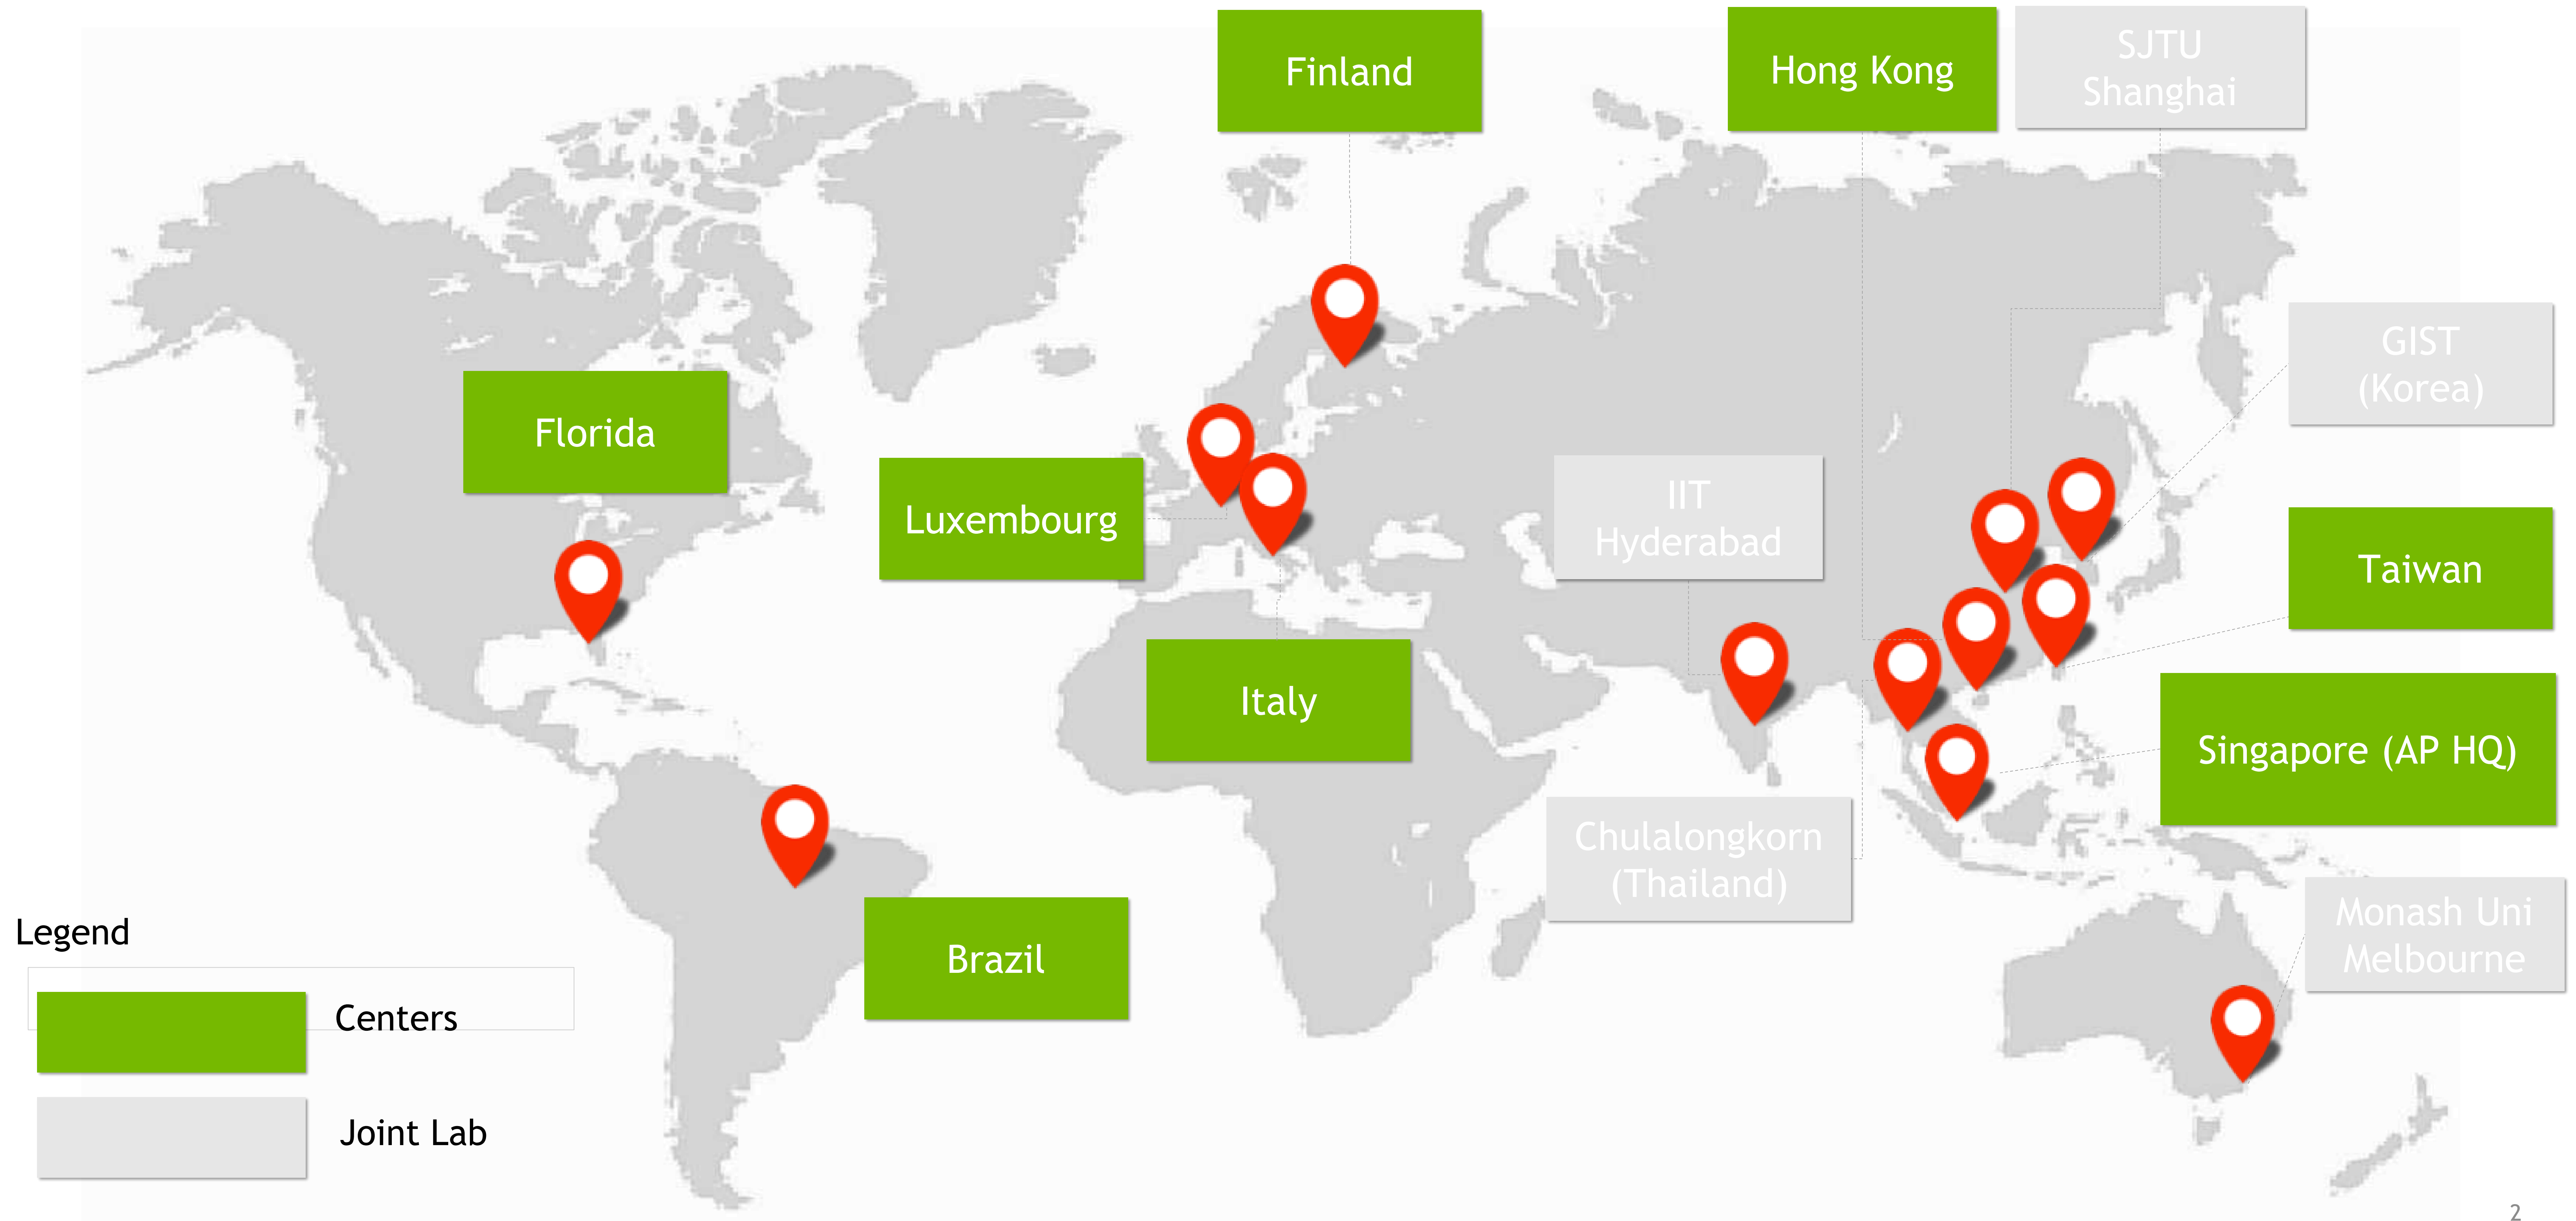 Finland
Hong Kong
SJTU
Shanghai
GIST
(Korea)
Florida
Luxembourg
IIT
Hyderabad
Taiwan
Italy
Singapore (AP HQ)
Chulalongkorn
(Thailand)
Monash Uni
Melbourne
Brazil
Legend
Centers
Joint Lab
2